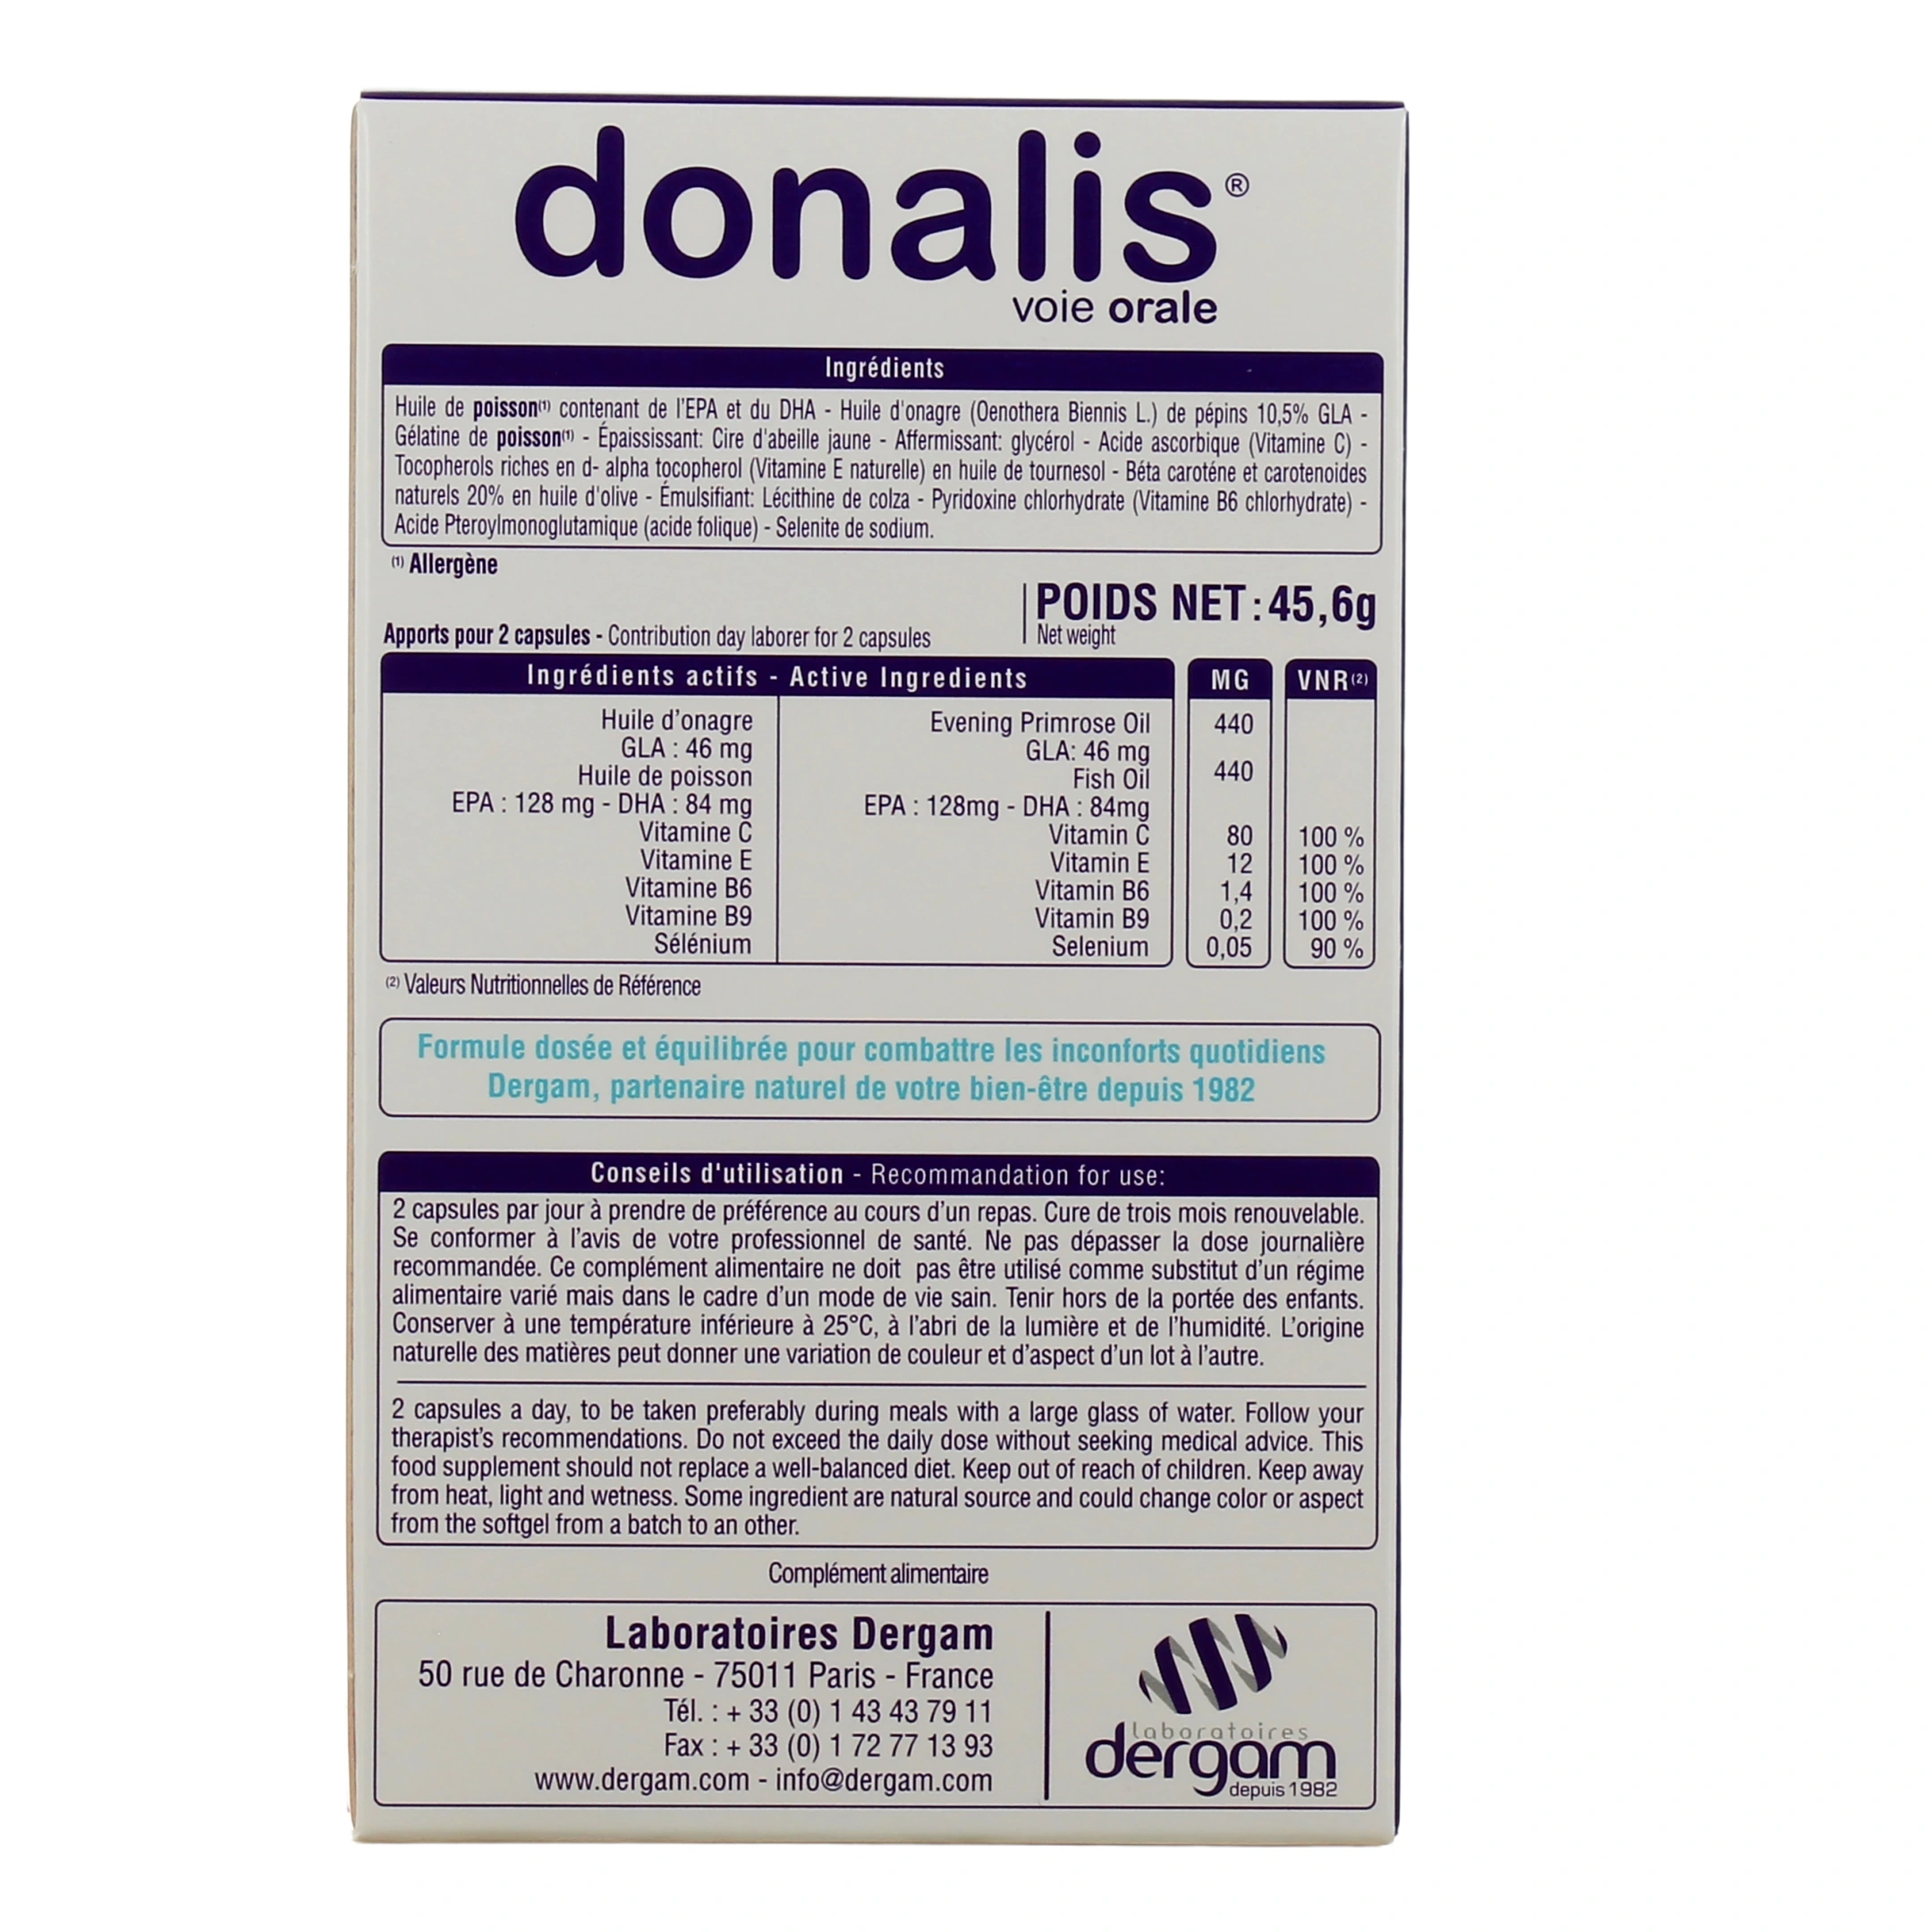 donalis®
voie orale
Ingrédients
Huile de poisson(1) contenant de l'EPA et du DHA - Huile d'onagre (Oenothera Biennis L.) de pépins 10,5% GLA -
Gélatine de poisson(1) - Épaississant: Cire d'abeille jaune - Affermissant: glycérol - Acide ascorbique (Vitamine C) -
Tocopherols riches en d- alpha tocopherol (Vitamine E naturelle) en huile de tournesol - Béta caroténe et carotenoides
naturels 20% en huile d'olive - Émulsifiant: Lécithine de colza - Pyridoxine chlorhydrate (Vitamine B6 chlorhydrate) -
Acide Pteroylmonoglutamique (acide folique) - Selenite de sodium.
(1) Allergène
POIDS NET : 45,6g
Net weight
Apports pour 2 capsules - Contribution day laborer for 2 capsules
Ingrédients actifs - Active Ingredients MG VNR(2)
Huile d'onagre Evening Primrose Oil 440
GLA : 46 mg GLA: 46 mg
Huile de poisson Fish Oil 440
EPA : 128 mg - DHA : 84 mg EPA : 128mg - DHA : 84mg
Vitamine C Vitamin C 80 100 %
Vitamine E Vitamin E 12 100 %
Vitamine B6 Vitamin B6 1,4 100 %
Vitamine B9 Vitamin B9 0,2 100 %
Sélénium Selenium 0,05 90 %
(2) Valeurs Nutritionnelles de Référence
Formule dosée et équilibrée pour combattre les inconforts quotidiens
Dergam, partenaire naturel de votre bien-être depuis 1982
Conseils d'utilisation - Recommandation for use:
2 capsules par jour à prendre de préférence au cours d'un repas. Cure de trois mois renouvelable.
Se conformer à l'avis de votre professionnel de santé. Ne pas dépasser la dose journalière
recommandée. Ce complément alimentaire ne doit pas être utilisé comme substitut d'un régime
alimentaire varié mais dans le cadre d'un mode de vie sain. Tenir hors de la portée des enfants.
Conserver à une température inférieure à 25°C, à l'abri de la lumière et de l'humidité. L'origine
naturelle des matières peut donner une variation de couleur et d'aspect d'un lot à l'autre.
2 capsules a day, to be taken preferably during meals with a large glass of water. Follow your
therapist's recommendations. Do not exceed the daily dose without seeking medical advice. This
food supplement should not replace a well-balanced diet. Keep out of reach of children. Keep away
from heat, light and wetness. Some ingredient are natural source and could change color or aspect
from the softgel from a batch to an other.
Complément alimentaire
Laboratoires Dergam
50 rue de Charonne - 75011 Paris - France
Tél. : + 33 (0) 1 43 43 79 11
Fax : + 33 (0) 1 72 77 13 93
www.dergam.com - info@dergam.com
laboratoires
dergam
depuis 1982